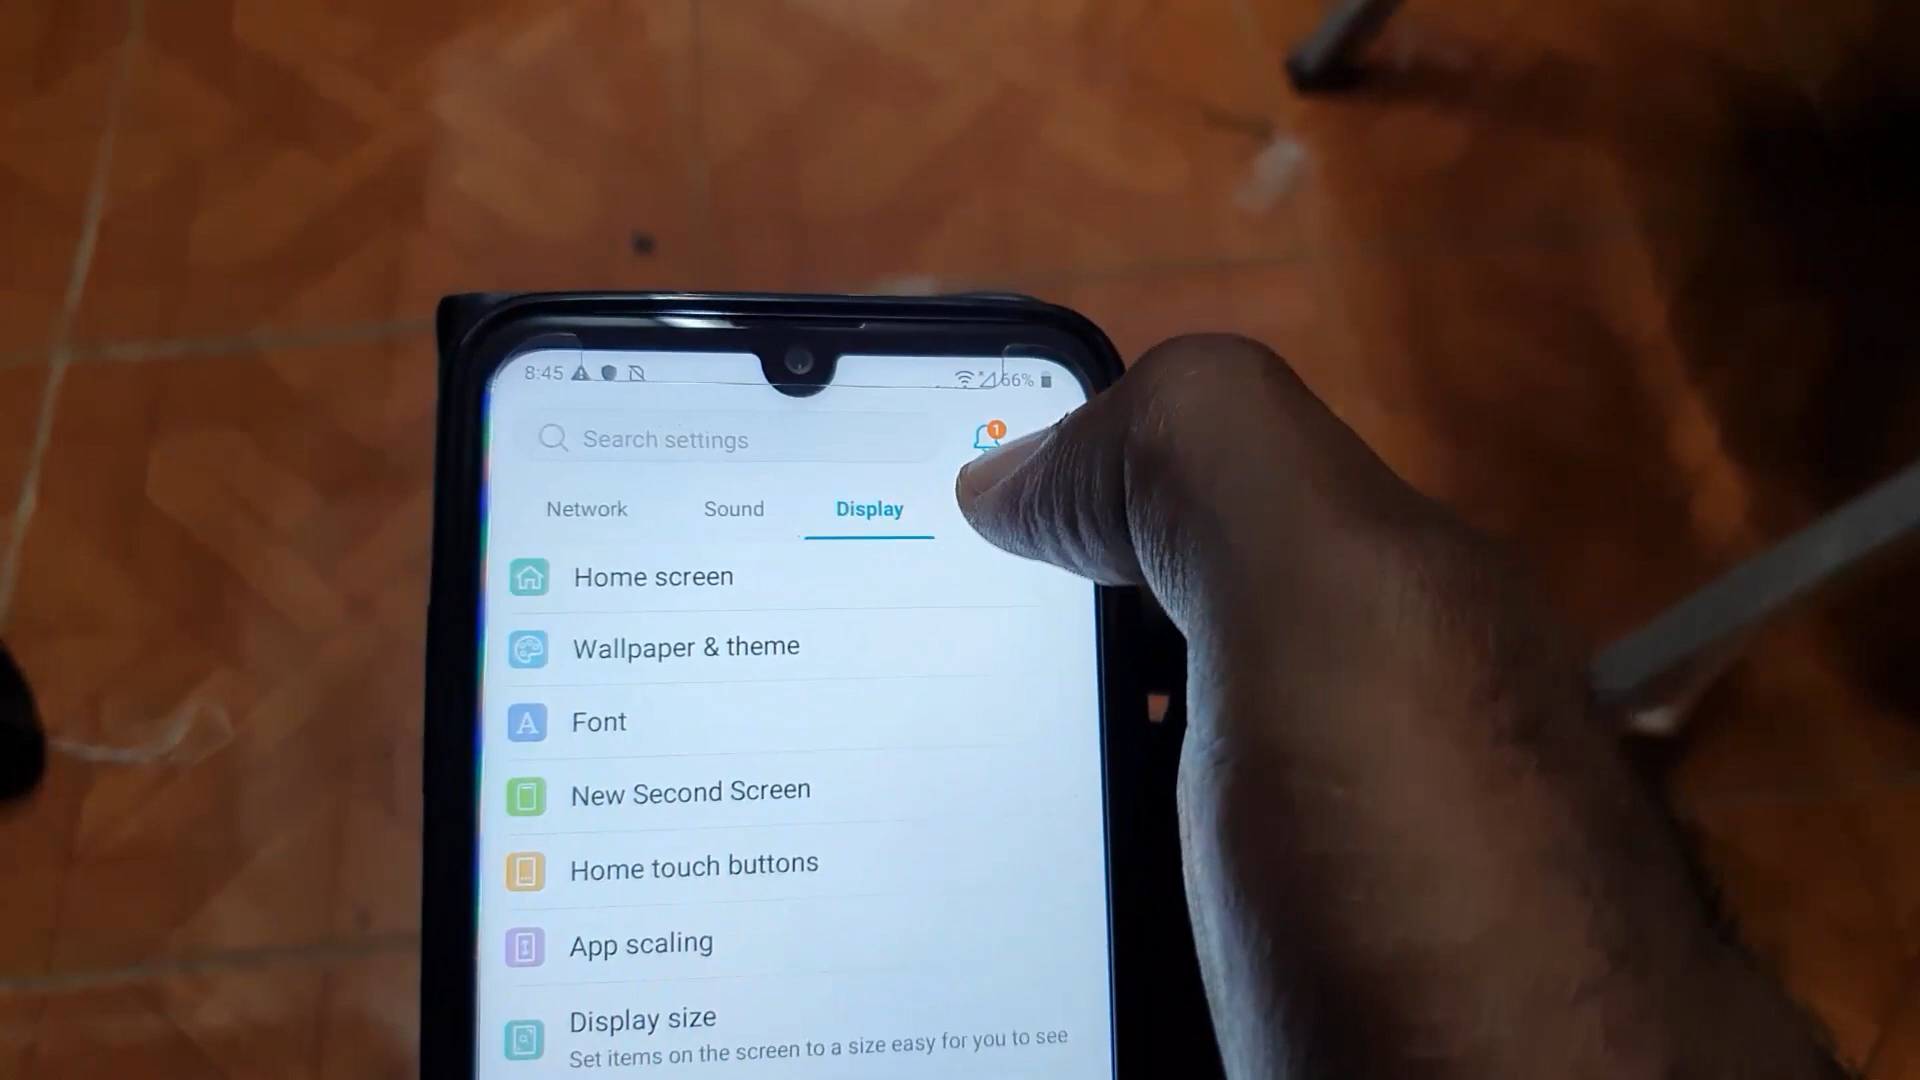 8:45
66%
1
Search settings
Network Sound Display
Home screen
Wallpaper & theme
A Font
New Second Screen
Home touch buttons
App scaling
Display size
Set items on the screen to a size easy for you to see